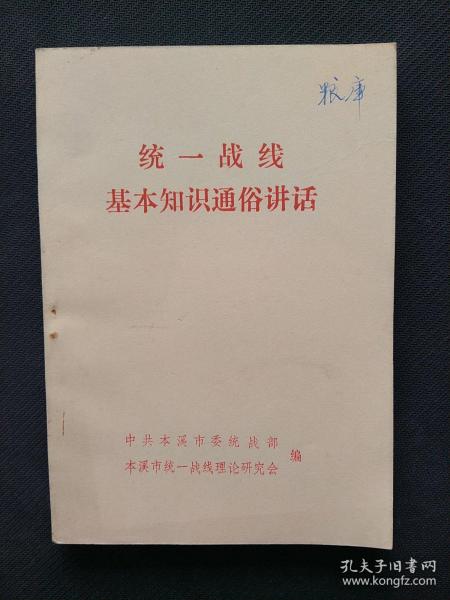 粮库
统一战线
基本知识通俗讲话
中共本溪市委统战部
本溪市统一战线理论研究会
编
孔夫子旧书网
www.kongfz.com